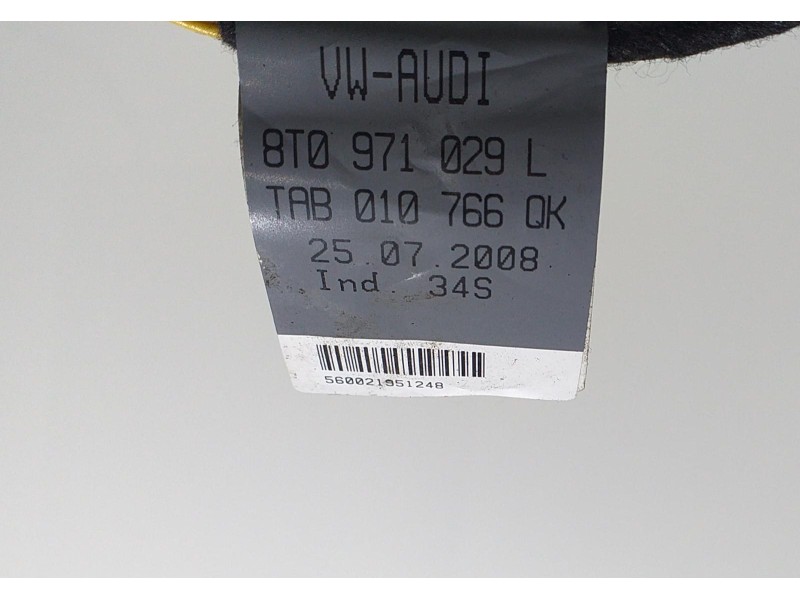 VW-AUDI
8T0 971 029 L
TAB 010 766 QK
25.07.2008
Ind. 34S
560021951248